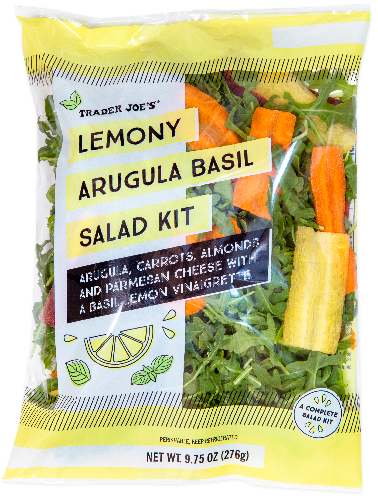 TRADER JOE'S
LEMONY
ARUGULA BASIL
SALAD KIT
ARUGULA, CARROTS, ALMONDS
AND PARMESAN CHEESE WITH
A BASIL LEMON VINAIGRETTE
A COMPLETE
SALAD KIT
PERISHABLE, KEEP REFRIGERATED
NET WT. 9.75 OZ (276g)